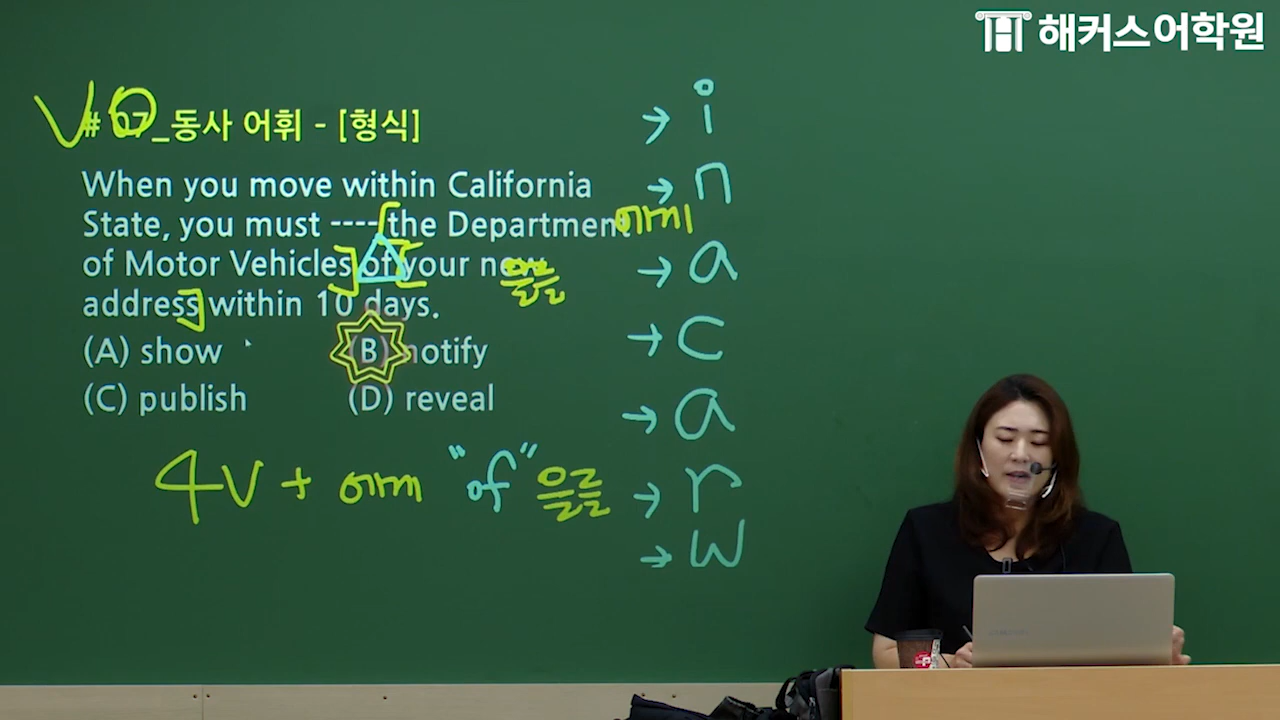 해커스어학원
# 07_동사 어휘 - [형식]
When you move within California
State, you must ---- the Department
에게
of Motor Vehicles of your new
을를
address within 10 days.
(A) show (B) notify
(C) publish (D) reveal
4V + 에게 "of" 을를
→ i
→ n
→ a
→ c
→ a
→ r
→ w